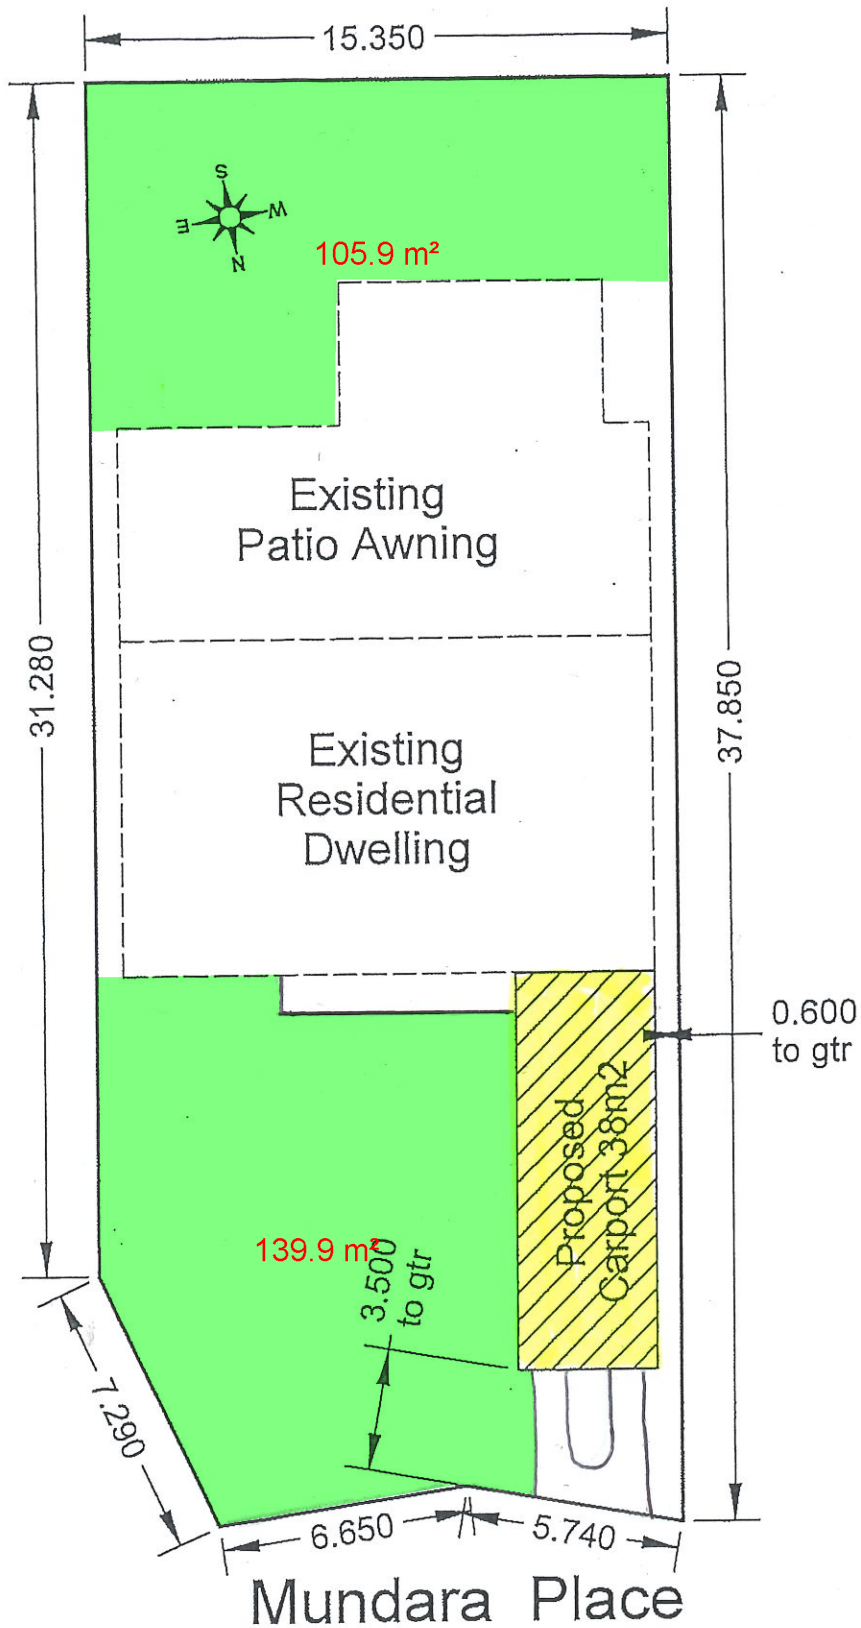 15.350
S
W
E
N
105.9 m²
Existing
Patio Awning
31.280
37.850
Existing
Residential
Dwelling
0.600
to gtr
Proposed
Carport 38m2
139.9 m²
3.500
to gtr
7.290
6.650
5.740
Mundara Place